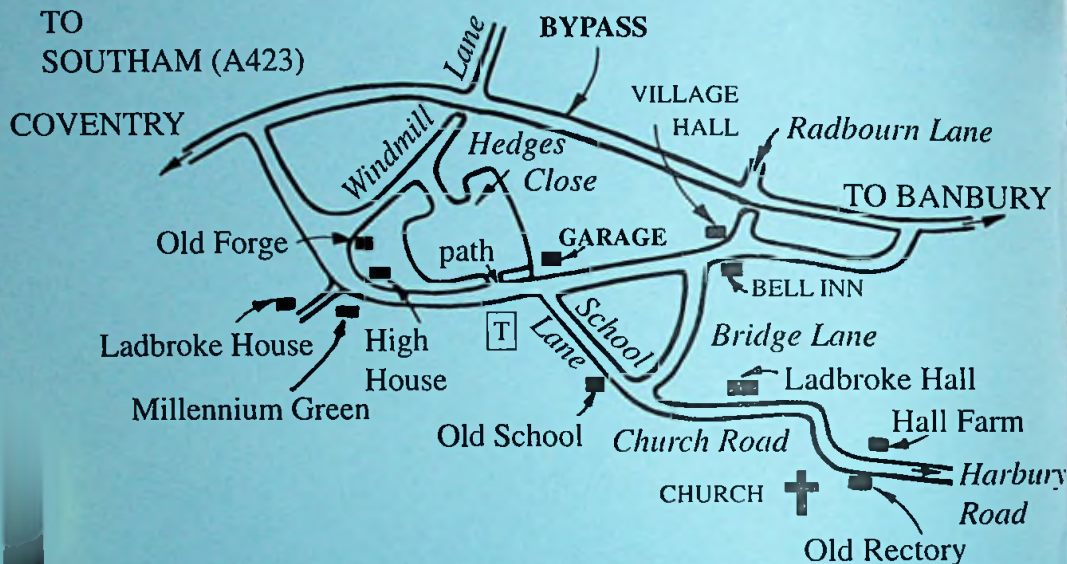 TO
SOUTHAM (A423)
COVENTRY
Lane
BYPASS
VILLAGE
HALL
Radbourn Lane
Windmill
Hedges
Close
TO BANBURY
Old Forge
path
GARAGE
BELL INN
Ladbroke House
High
House
T
School
Lane
Bridge Lane
Millennium Green
Ladbroke Hall
Old School
Church Road
Hall Farm
CHURCH
Harbury
Road
Old Rectory